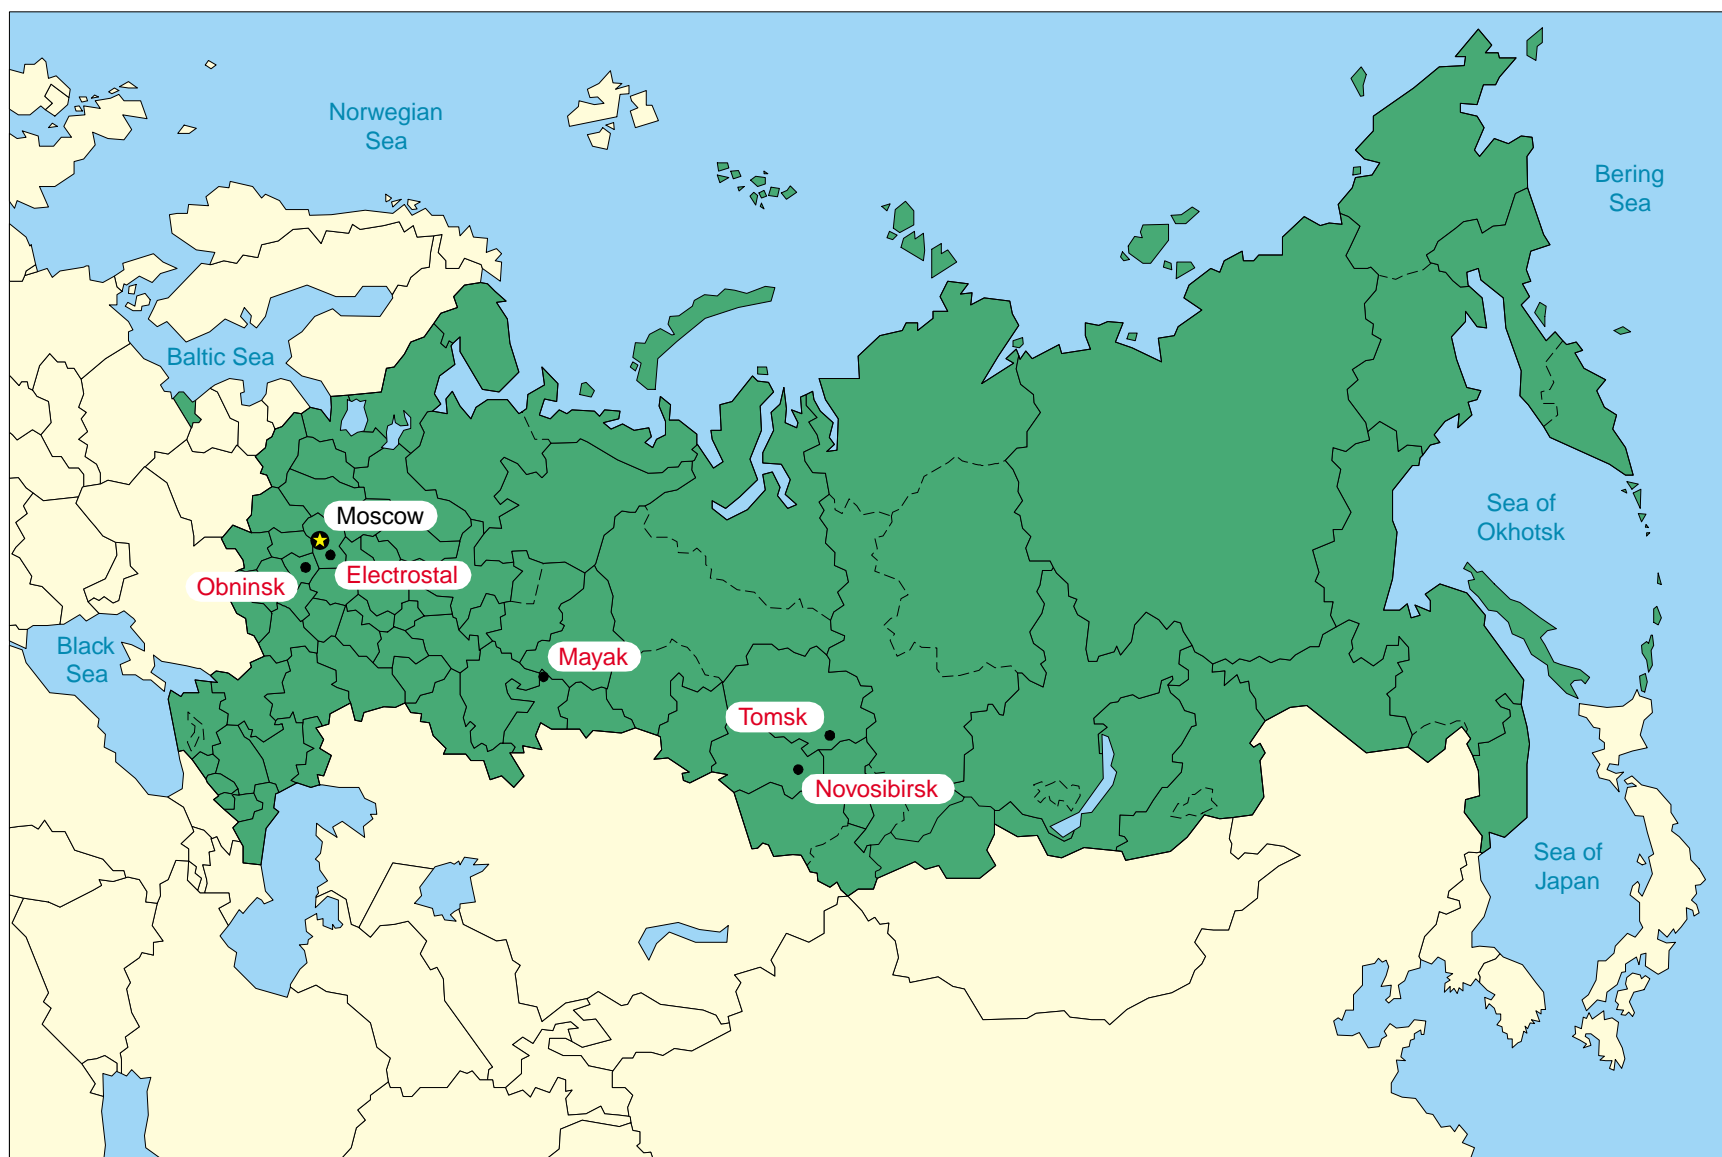 Norwegian
Sea
Bering
Sea
Baltic Sea
Moscow
Sea of
Okhotsk
Obninsk
Electrostal
Black
Sea
Mayak
Tomsk
Novosibirsk
Sea of
Japan